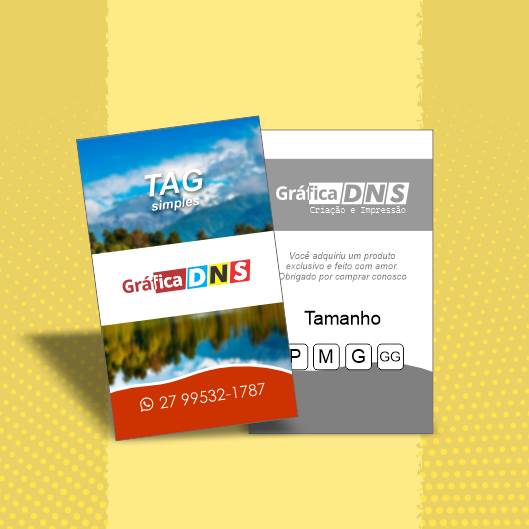 TAG
simples
Gráfica DNS
27 99532-1787
Gráfica DNS
Criação e Impressão
Você adquiriu um produto
exclusivo e feito com amor.
Obrigado por comprar conosco
Tamanho
P M G GG